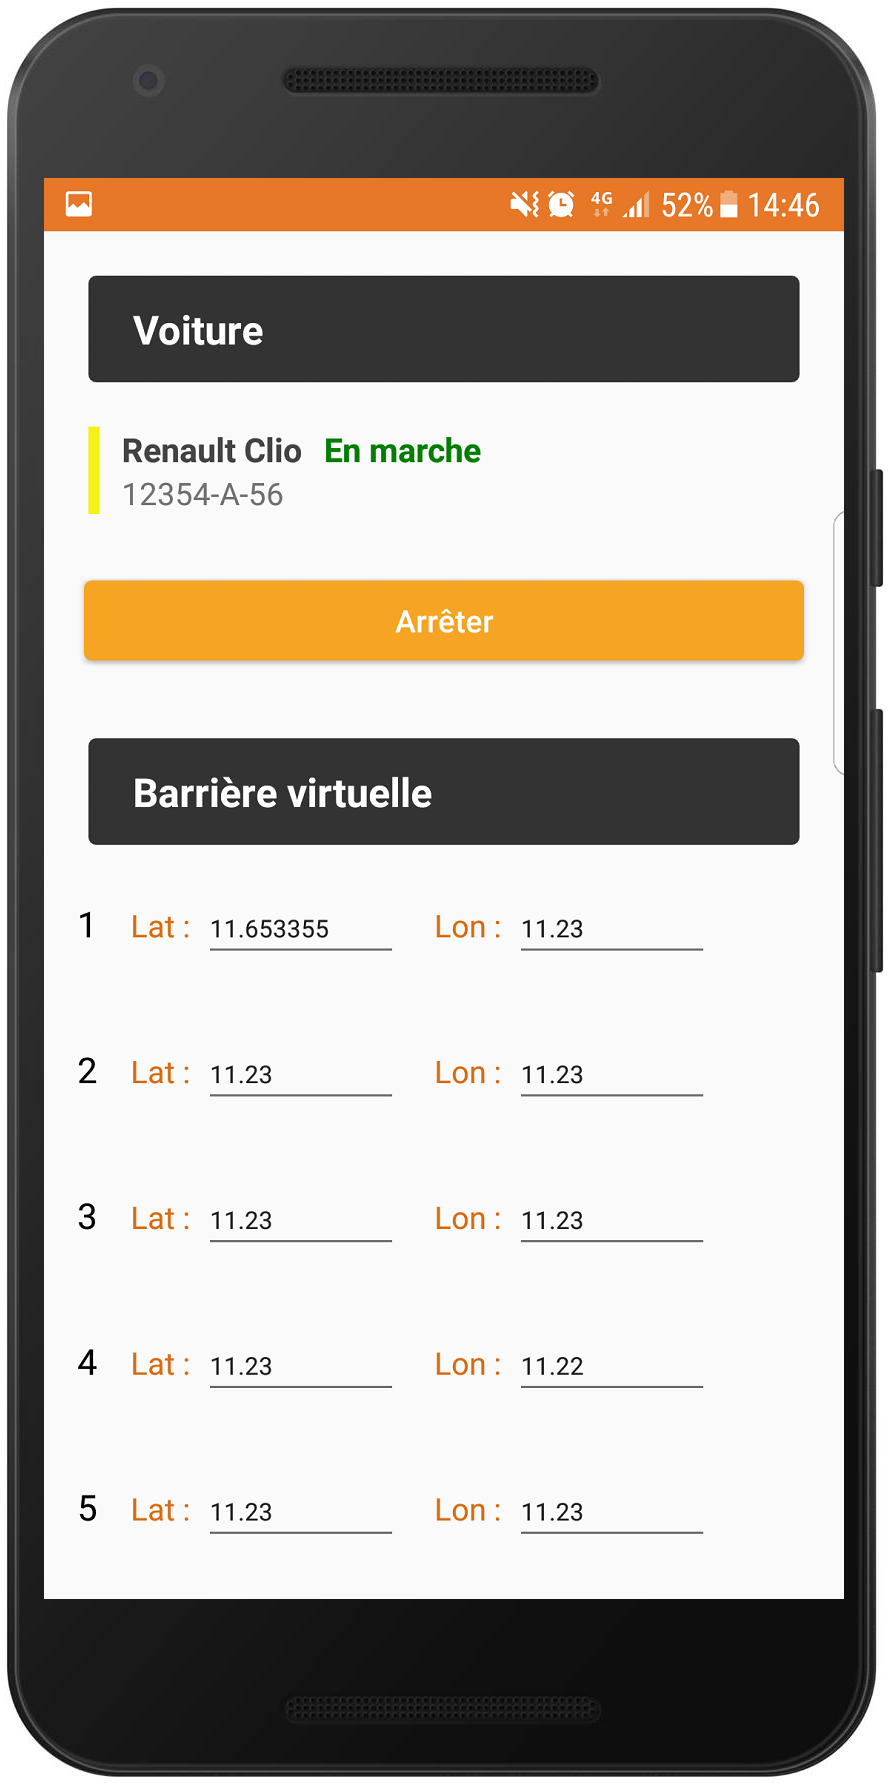 4G 52% 14:46
Voiture
Renault Clio En marche
12354-A-56
Arrêter
Barrière virtuelle
1 Lat : 11.653355 Lon : 11.23
2 Lat : 11.23 Lon : 11.23
3 Lat : 11.23 Lon : 11.23
4 Lat : 11.23 Lon : 11.22
5 Lat : 11.23 Lon : 11.23